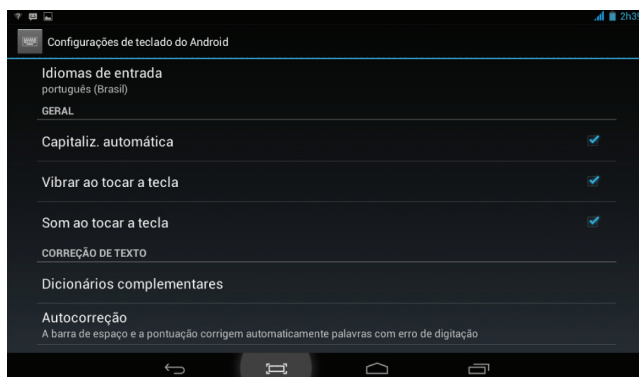 2h39
Configurações de teclado do Android
Idiomas de entrada
português (Brasil)
GERAL
Capitaliz. automática
Vibrar ao tocar a tecla
Som ao tocar a tecla
CORREÇÃO DE TEXTO
Dicionários complementares
Autocorreção
A barra de espaço e a pontuação corrigem automaticamente palavras com erro de digitação